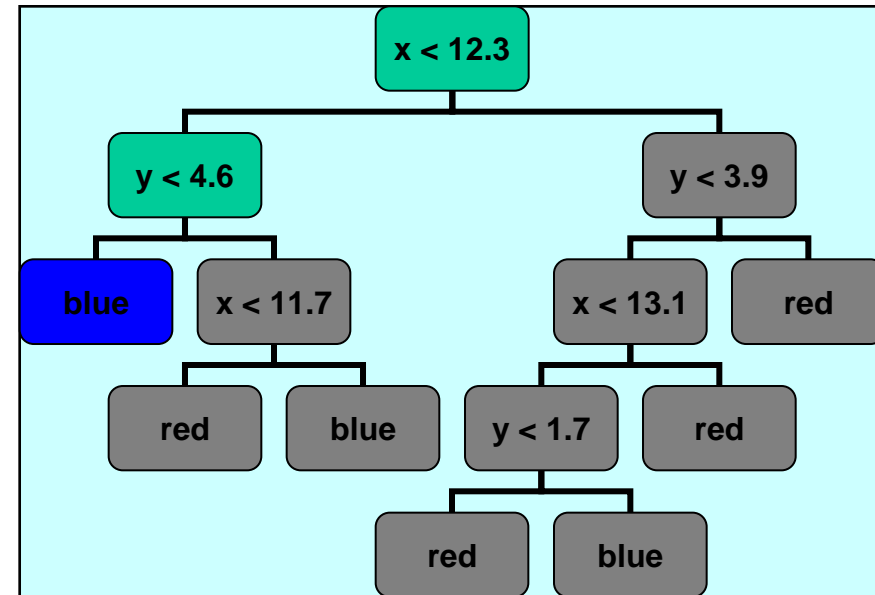 x < 12.3
y < 4.6
y < 3.9
blue
x < 11.7
x < 13.1
red
red
blue
y < 1.7
red
red
blue